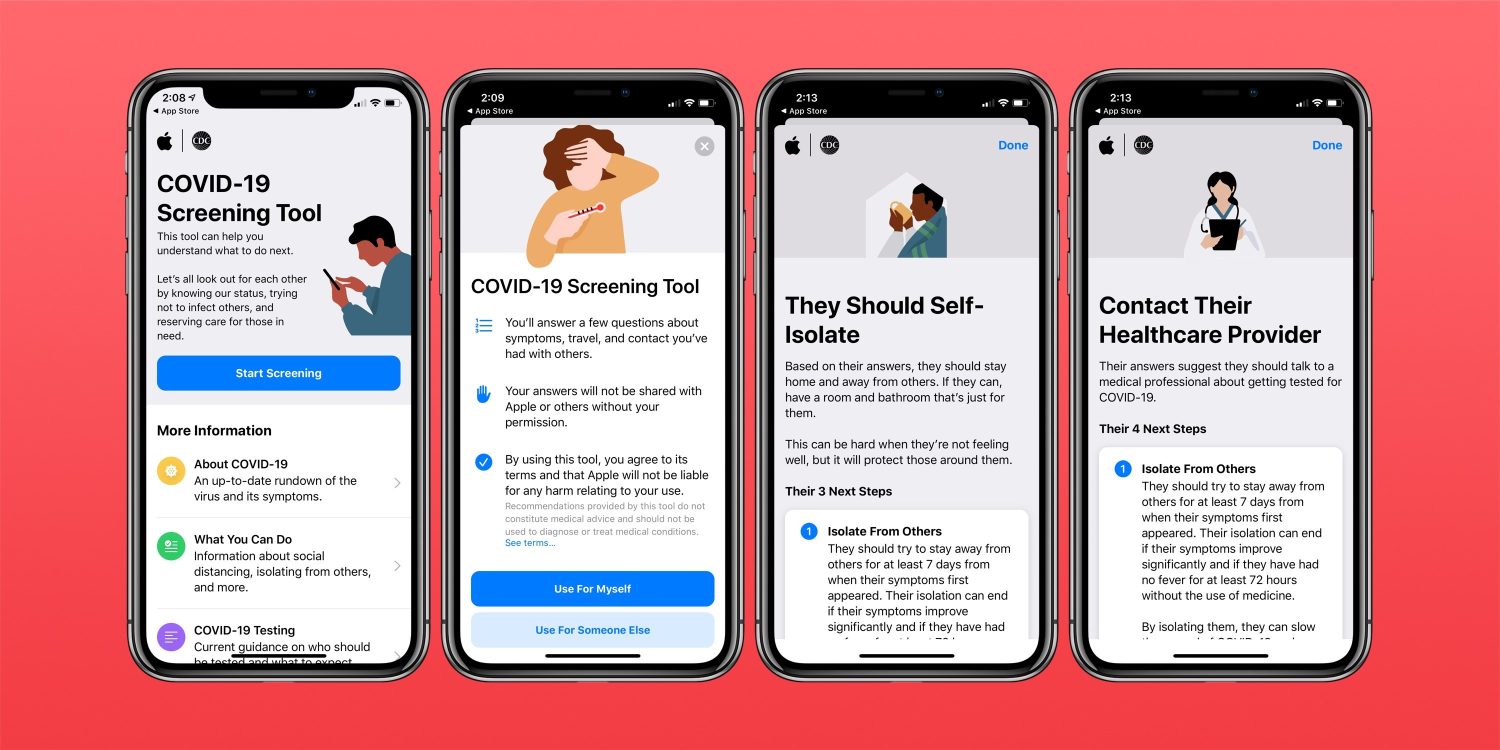 2:08
App Store
CDC
COVID-19
Screening Tool
This tool can help you
understand what to do next.
Let's all look out for each other
by knowing our status, trying
not to infect others, and
reserving care for those in
need.
Start Screening
More Information
About COVID-19
An up-to-date rundown of the
virus and its symptoms.
What You Can Do
Information about social
distancing, isolating from others,
and more.
COVID-19 Testing
Current guidance on who should
be tested and what to expect
2:09
App Store
COVID-19 Screening Tool
1
2
3
You'll answer a few questions about
symptoms, travel, and contact you've
had with others.
Your answers will not be shared with
Apple or others without your
permission.
By using this tool, you agree to its
terms and that Apple will not be liable
for any harm relating to your use.
Recommendations provided by this tool do not
constitute medical advice and should not be
used to diagnose or treat medical conditions.
See terms...
Use For Myself
Use For Someone Else
2:13
App Store
CDC
Done
They Should Self-
Isolate
Based on their answers, they should stay
home and away from others. If they can,
have a room and bathroom that's just for
them.
This can be hard when they're not feeling
well, but it will protect those around them.
Their 3 Next Steps
1 Isolate From Others
They should try to stay away from
others for at least 7 days from
when their symptoms first
appeared. Their isolation can end
if their symptoms improve
significantly and if they have had
2:13
App Store
CDC
Done
Contact Their
Healthcare Provider
Their answers suggest they should talk to a
medical professional about getting tested for
COVID-19.
Their 4 Next Steps
1 Isolate From Others
They should try to stay away from
others for at least 7 days from
when their symptoms first
appeared. Their isolation can end
if their symptoms improve
significantly and if they have had
no fever for at least 72 hours
without the use of medicine.
By isolating them, they can slow